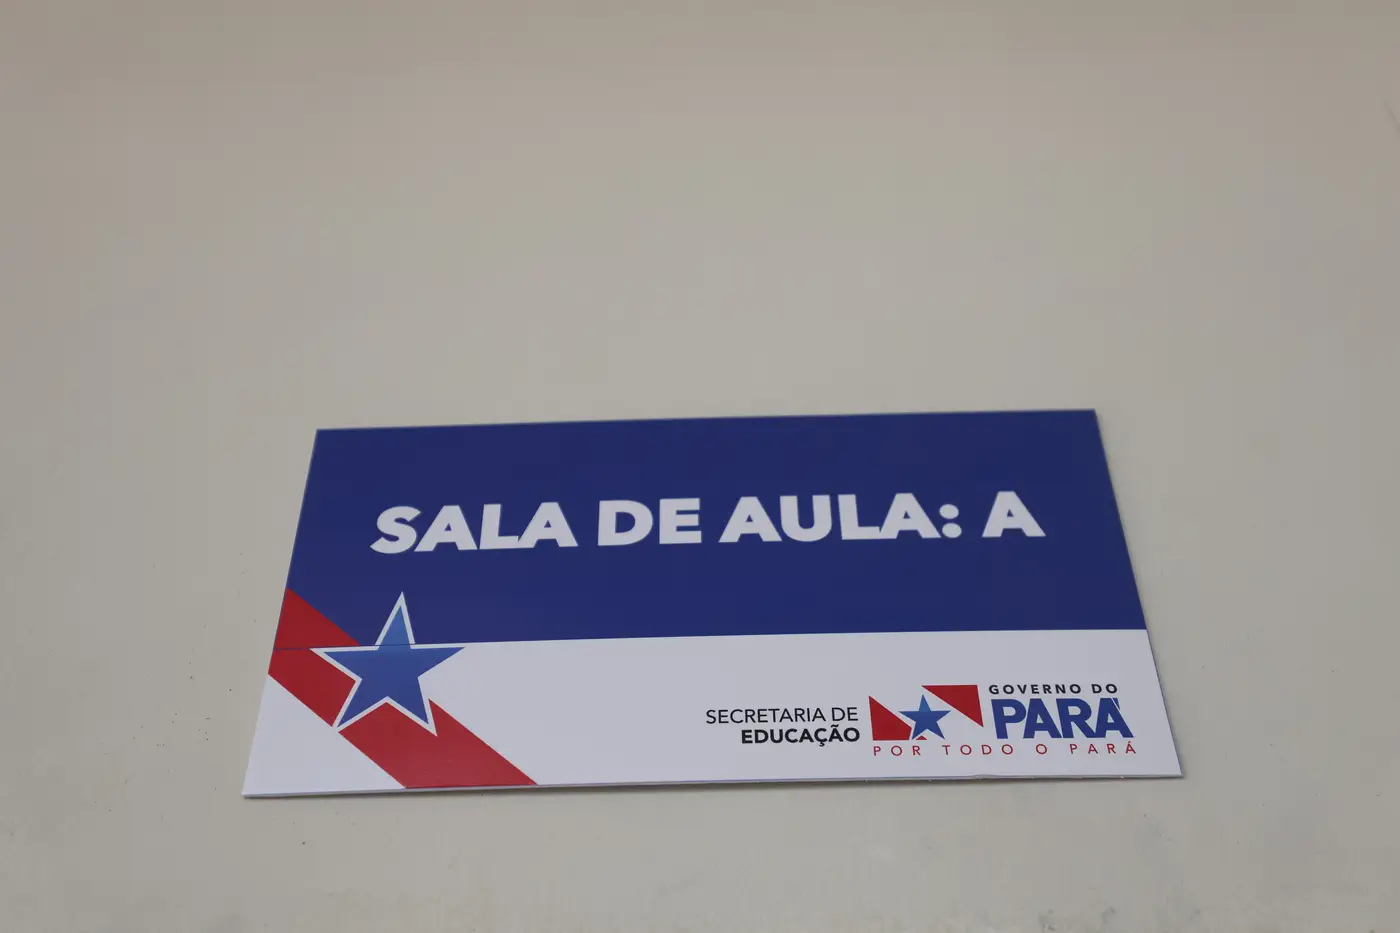 SALA DE AULA: A
SECRETARIA DE
EDUCAÇÃO
GOVERNO DO
PARÁ
POR TODO O PARÁ